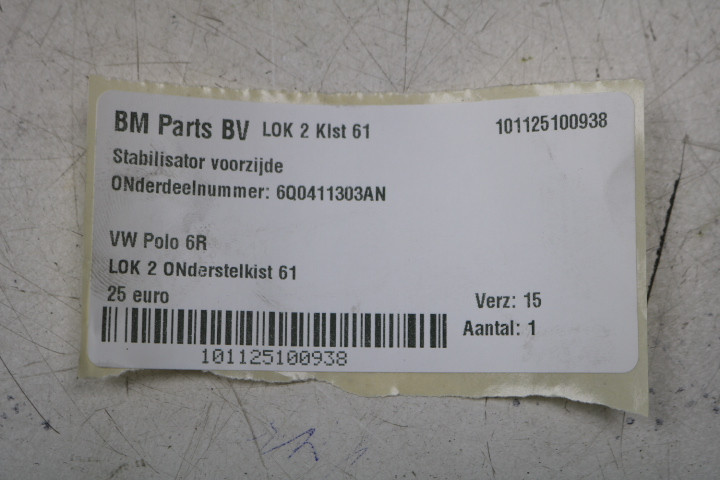 BM Parts BV LOK 2 KIst 61 101125100938
Stabilisator voorzijde
ONderdeelnummer: 6Q0411303AN
VW Polo 6R
LOK 2 ONderstelkist 61
25 euro Verz: 15
Aantal: 1
101125100938